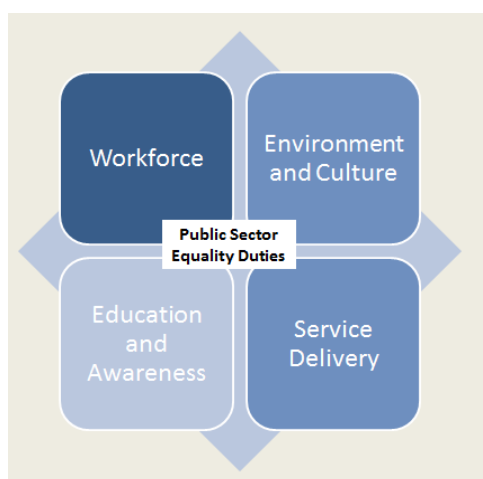 Workforce
Environment
and Culture
Public Sector
Equality Duties
Education
and
Awareness
Service
Delivery